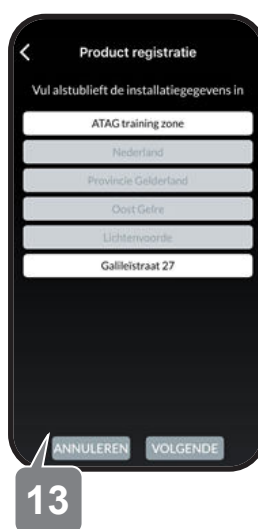 Product registratie
Vul alstublieft de installatiegegevens in
ATAG training zone
Nederland
Provincie Gelderland
Oost Gelre
Lichtenvoorde
Galileïstraat 27
ANNULEREN VOLGENDE
13